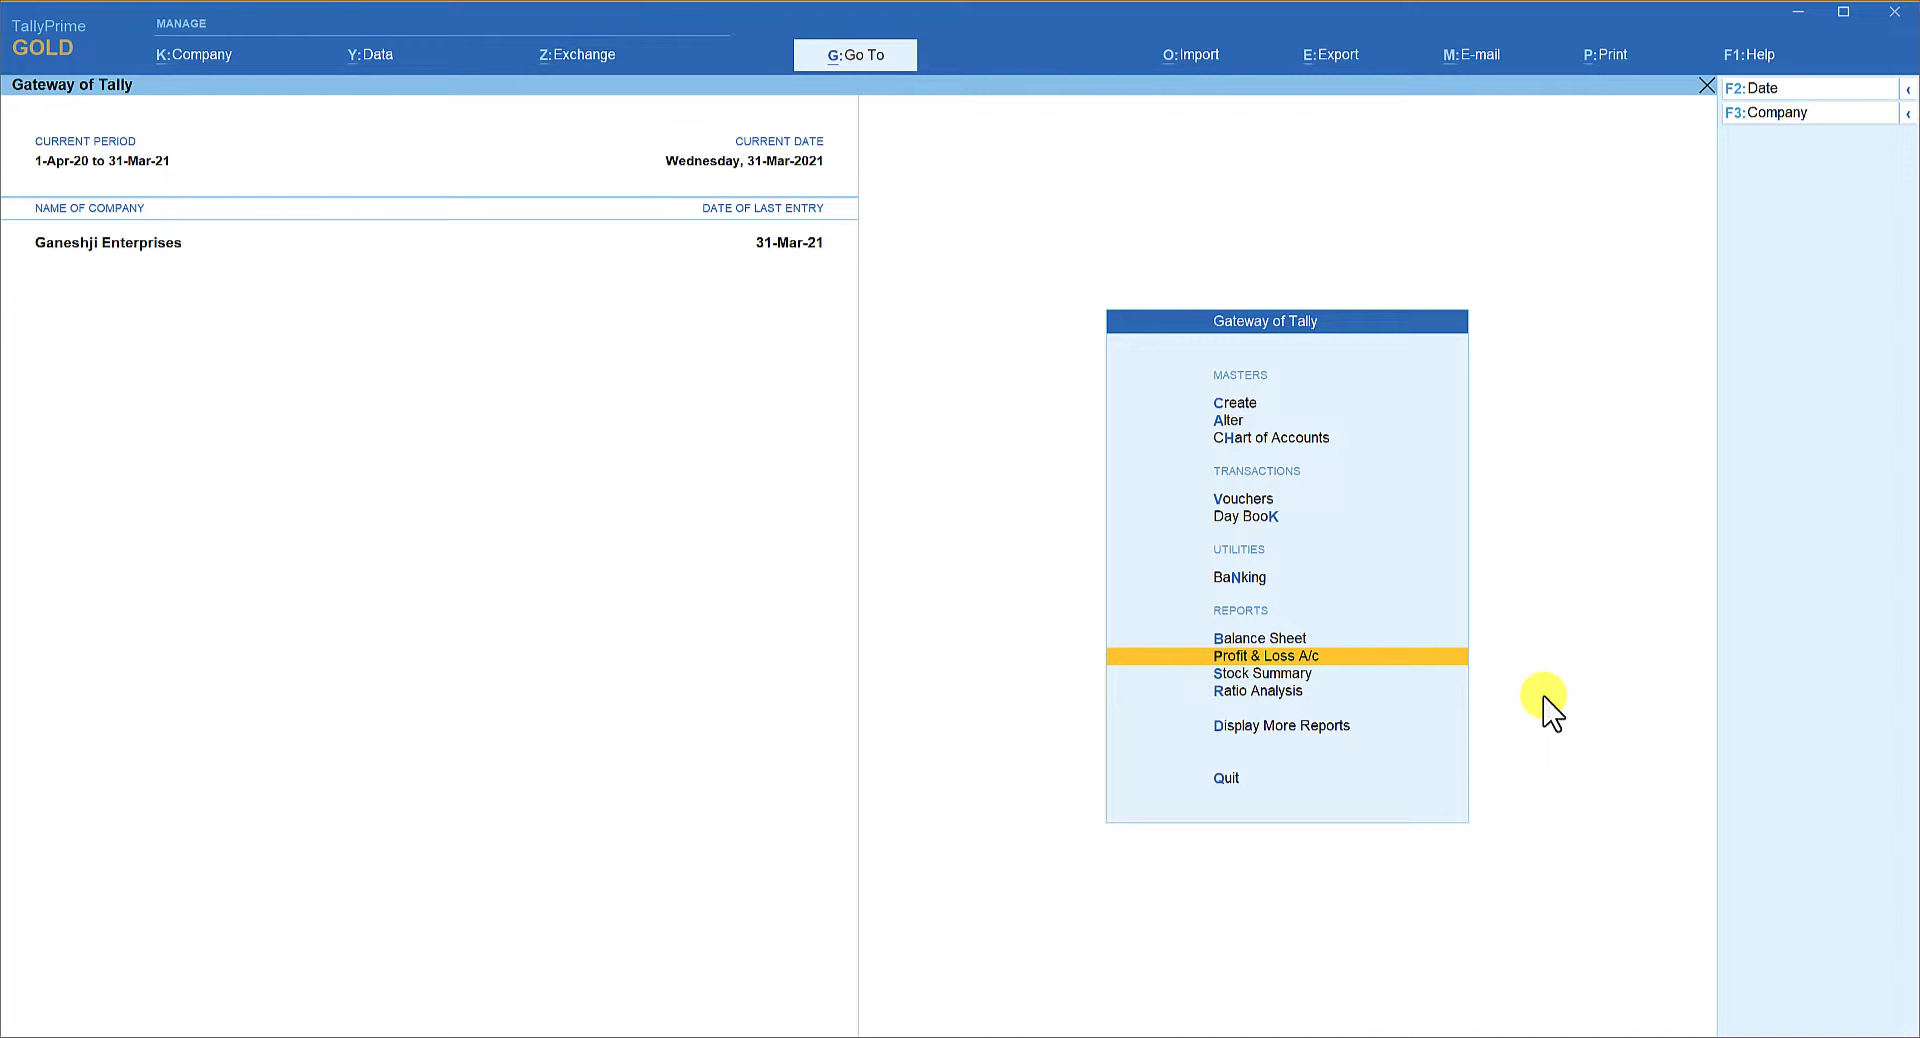 TallyPrime
GOLD
MANAGE
K:Company
Y:Data
Z:Exchange
G:Go To
O:Import
E:Export
M:E-mail
P:Print
F1:Help
Gateway of Tally
F2:Date
F3:Company
CURRENT PERIOD
CURRENT DATE
1-Apr-20 to 31-Mar-21
Wednesday, 31-Mar-2021
NAME OF COMPANY
DATE OF LAST ENTRY
Ganeshji Enterprises
31-Mar-21
Gateway of Tally
MASTERS
Create
Alter
CHart of Accounts
TRANSACTIONS
Vouchers
Day BooK
UTILITIES
BaNking
REPORTS
Balance Sheet
Profit & Loss A/c
Stock Summary
Ratio Analysis
Display More Reports
Quit